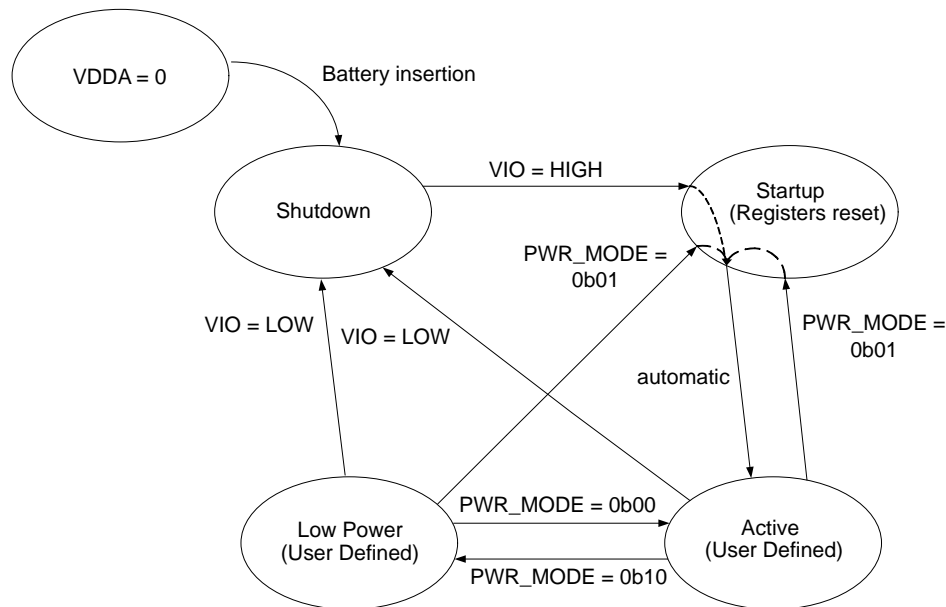 VDDA = 0
Battery insertion
Shutdown
VIO = HIGH
Startup
(Registers reset)
PWR_MODE =
0b01
VIO = LOW
VIO = LOW
PWR_MODE =
0b01
automatic
Low Power
(User Defined)
PWR_MODE = 0b00
PWR_MODE = 0b10
Active
(User Defined)